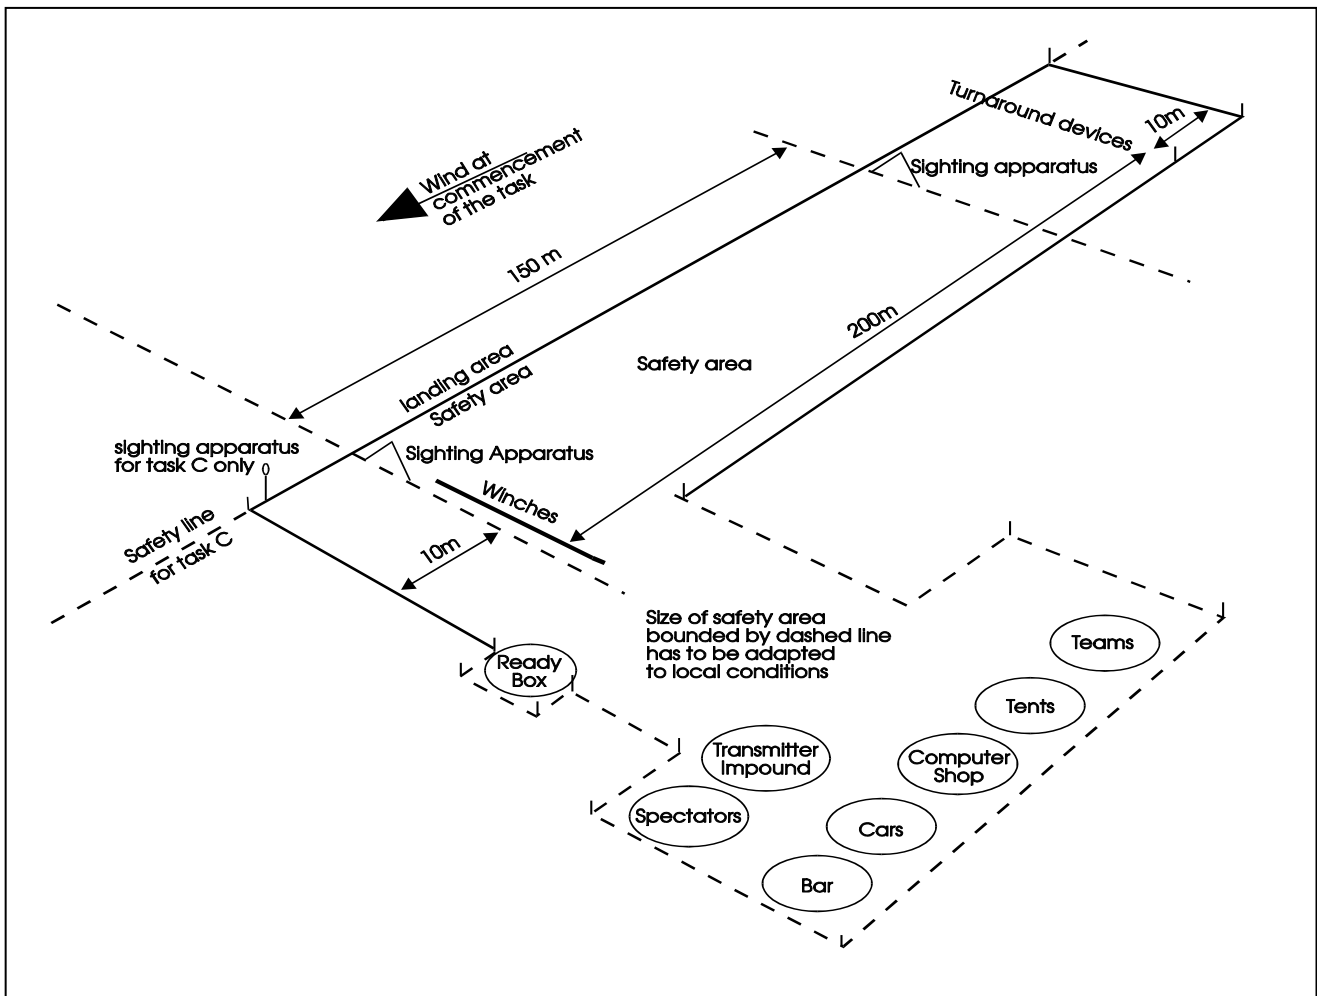 Turnaround devices
10m
Wind at
commencement
of the task
Sighting apparatus
150 m
200m
landing area
Safety area
Safety area
sighting apparatus
for task C only
Sighting Apparatus
Winches
Safety line
for task C
10m
Size of safety area
bounded by dashed line
has to be adapted
to local conditions
Ready
Box
Teams
Tents
Transmitter
Impound
Computer
Shop
Spectators
Cars
Bar